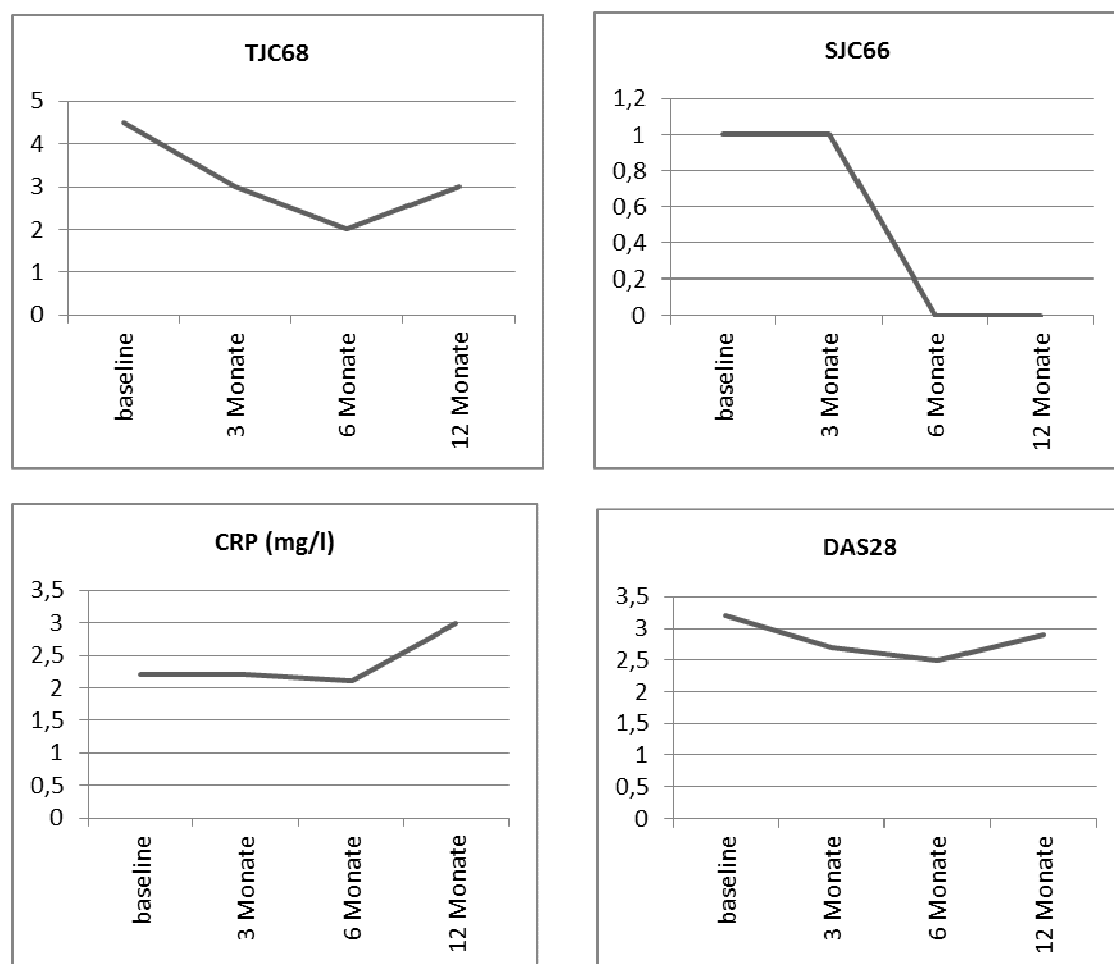 TJC68
5
4
3
2
1
0
baseline
3 Monate
6 Monate
12 Monate
SJC66
1,2
1
0,8
0,6
0,4
0,2
0
baseline
3 Monate
6 Monate
12 Monate
CRP (mg/l)
3,5
3
2,5
2
1,5
1
0,5
0
baseline
3 Monate
6 Monate
12 Monate
DAS28
3,5
3
2,5
2
1,5
1
0,5
0
baseline
3 Monate
6 Monate
12 Monate